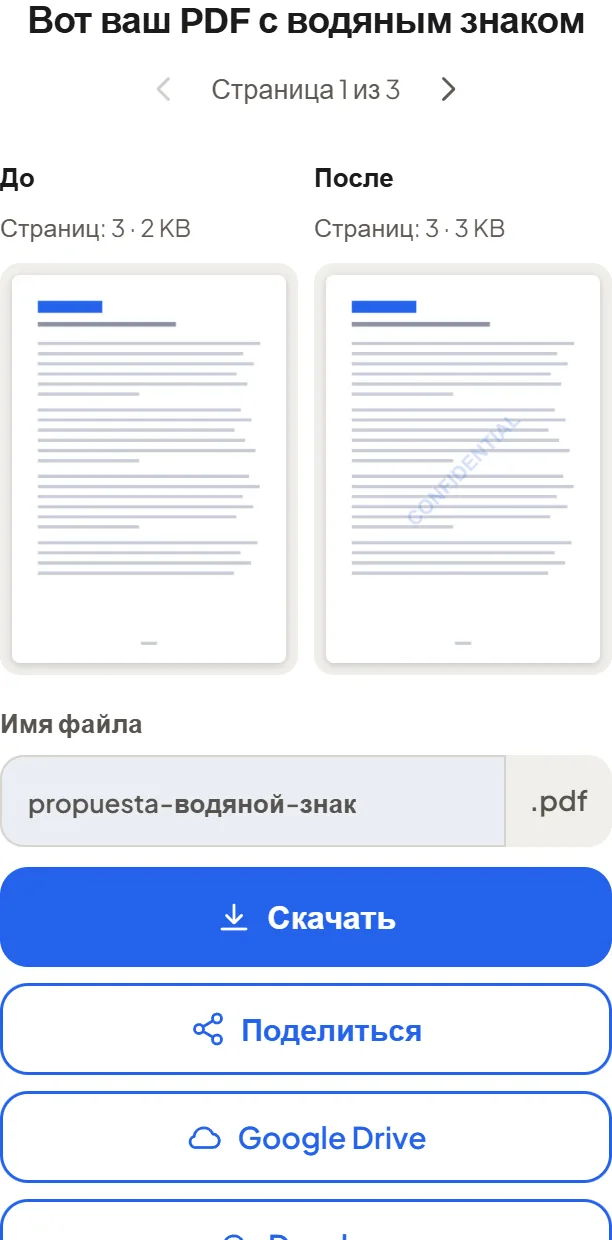 Вот ваш PDF с водяным знаком
Страница 1 из 3
До
После
Страниц: 3 · 2 KB
Страниц: 3 · 3 KB
CONFIDENTIAL
Имя файла
propuesta-водяной-знак
.pdf
Скачать
Поделиться
Google Drive